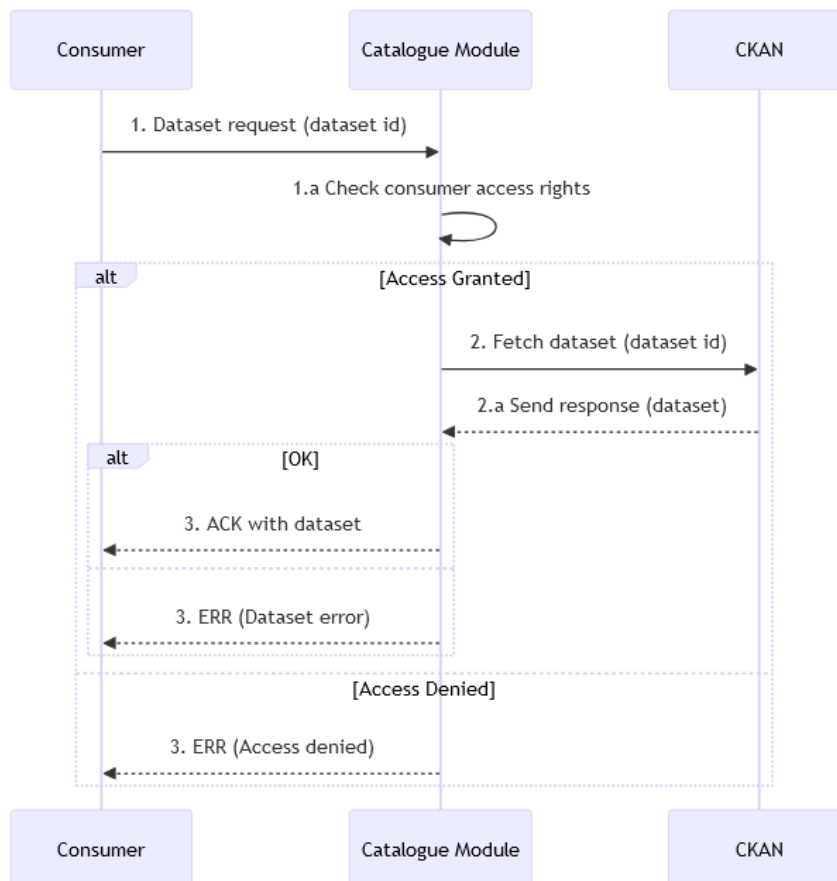 Consumer
Catalogue Module
CKAN
1. Dataset request (dataset id)
1.a Check consumer access rights
alt
[Access Granted]
2. Fetch dataset (dataset id)
2.a Send response (dataset)
alt
[OK]
3. ACK with dataset
3. ERR (Dataset error)
[Access Denied]
3. ERR (Access denied)
Consumer
Catalogue Module
CKAN